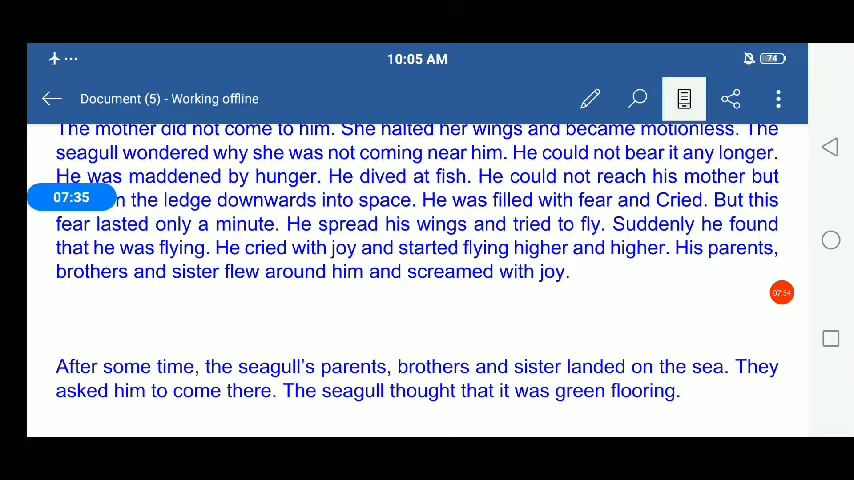 10:05 AM
74
Document (5) - Working offline
The mother did not come to him. She halted her wings and became motionless. The
seagull wondered why she was not coming near him. He could not bear it any longer.
He was maddened by hunger. He dived at fish. He could not reach his mother but
07:35
the ledge downwards into space. He was filled with fear and Cried. But this
fear lasted only a minute. He spread his wings and tried to fly. Suddenly he found
that he was flying. He cried with joy and started flying higher and higher. His parents,
brothers and sister flew around him and screamed with joy.
07:34
After some time, the seagull's parents, brothers and sister landed on the sea. They
asked him to come there. The seagull thought that it was green flooring.